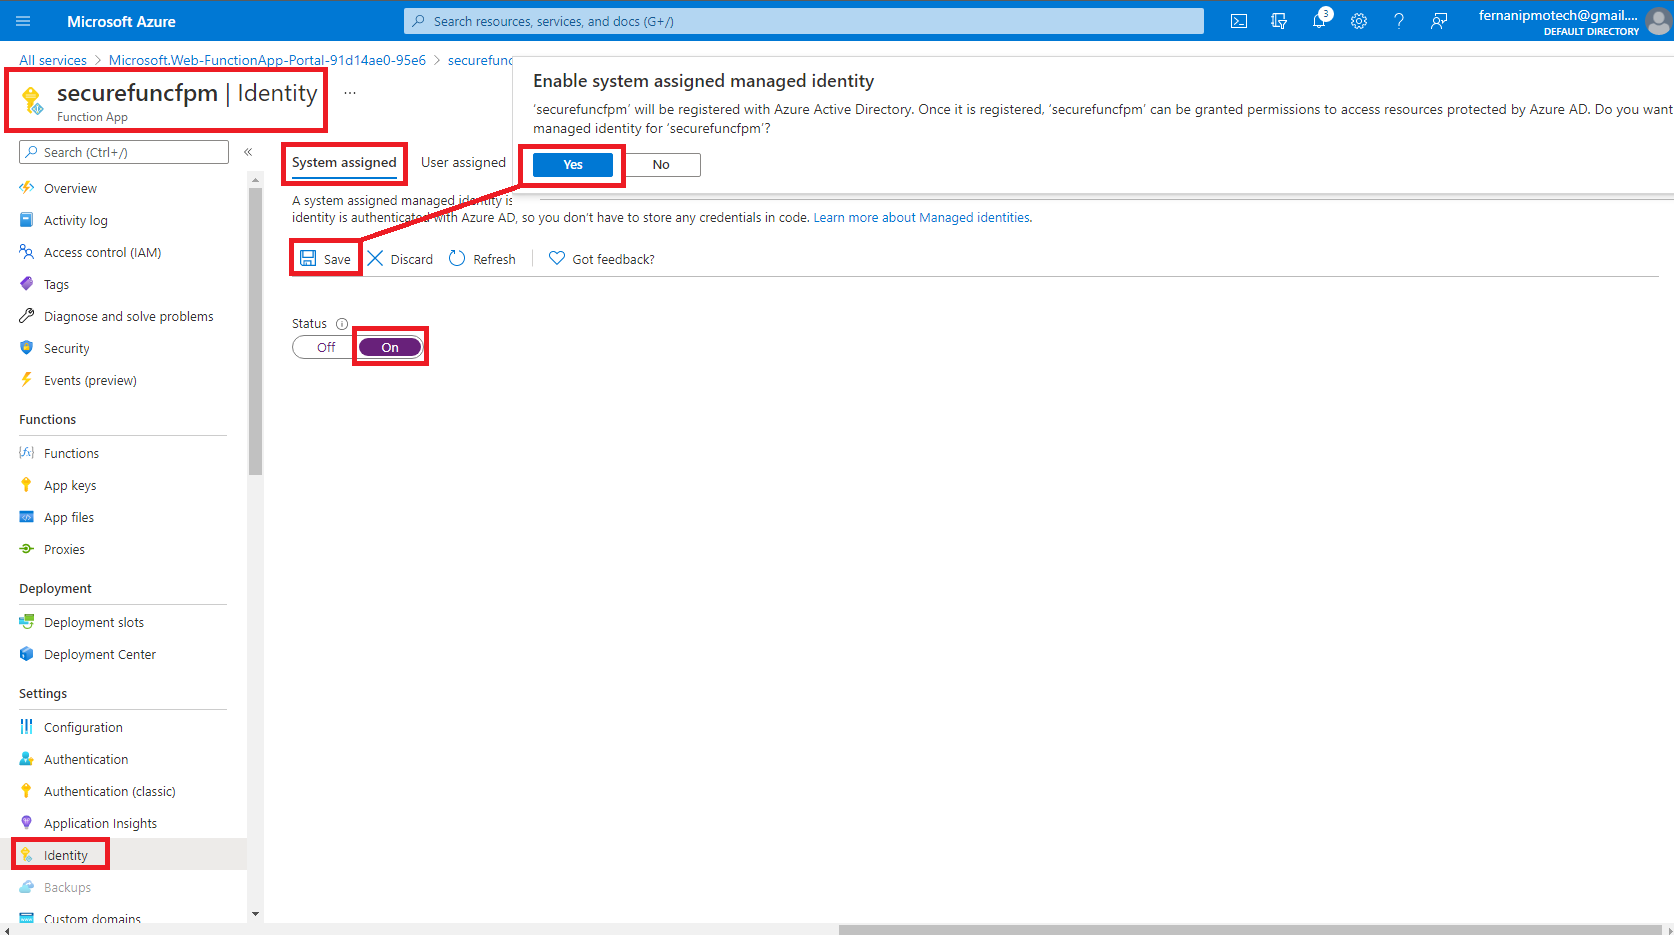 Microsoft Azure
Search resources, services, and docs (G+/)
3
fernanipmotech@gmail....
DEFAULT DIRECTORY
All services > Microsoft.Web-FunctionApp-Portal-91d14ae0-95e6 > securefunc
securefuncfpm | Identity ...
Function App
Enable system assigned managed identity
'securefuncfpm' will be registered with Azure Active Directory. Once it is registered, 'securefuncfpm' can be granted permissions to access resources protected by Azure AD. Do you want
managed identity for 'securefuncfpm'?
Yes
No
Search (Ctrl+/)
«
Overview
Activity log
Access control (IAM)
Tags
Diagnose and solve problems
Security
Events (preview)
Functions
Functions
App keys
App files
Proxies
Deployment
Deployment slots
Deployment Center
Settings
Configuration
Authentication
Authentication (classic)
Application Insights
Identity
Backups
Custom domains
System assigned
User assigned
A system assigned managed identity is
identity is authenticated with Azure AD, so you don't have to store any credentials in code. Learn more about Managed identities.
Save
Discard
Refresh
Got feedback?
Status
Off
On